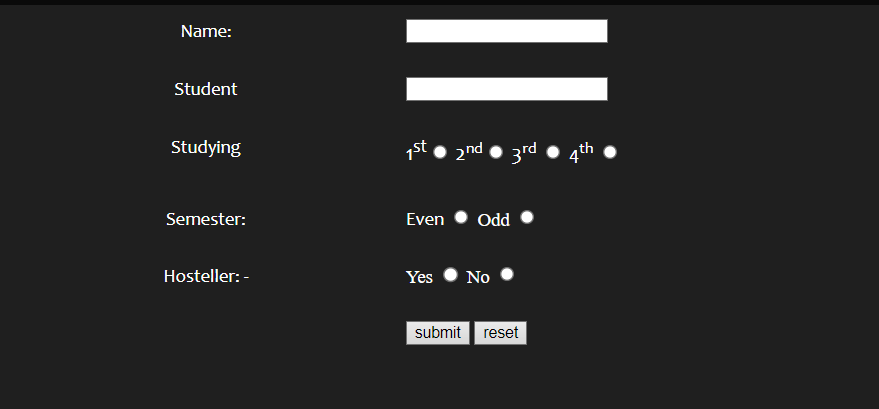 Name:
Student
Studying 1st 2nd 3rd 4th
Semester: Even Odd
Hosteller: - Yes No
submit reset